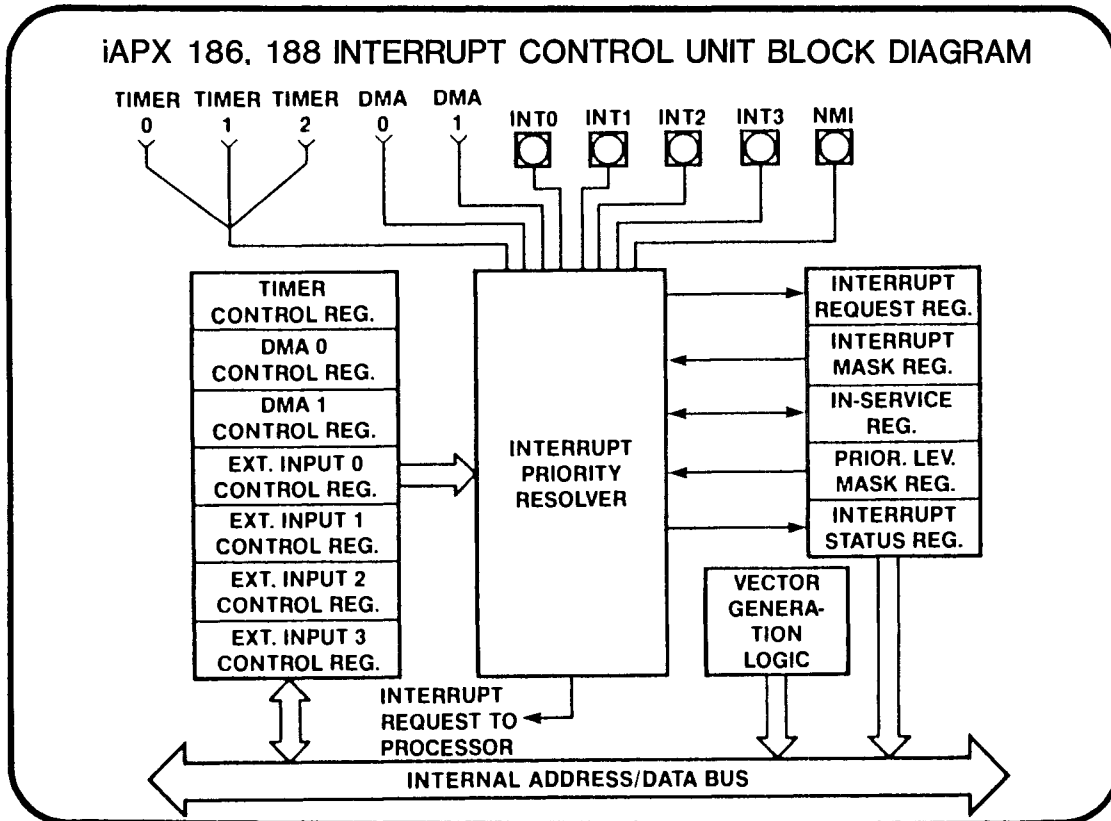 iAPX 186, 188 INTERRUPT CONTROL UNIT BLOCK DIAGRAM
TIMER TIMER TIMER DMA DMA
0 1 2 0 1
INT0 INT1 INT2 INT3 NMI
TIMER
CONTROL REG.
DMA 0
CONTROL REG.
DMA 1
CONTROL REG.
EXT. INPUT 0
CONTROL REG.
EXT. INPUT 1
CONTROL REG.
EXT. INPUT 2
CONTROL REG.
EXT. INPUT 3
CONTROL REG.
INTERRUPT
PRIORITY
RESOLVER
INTERRUPT
REQUEST REG.
INTERRUPT
MASK REG.
IN-SERVICE
REG.
PRIOR. LEV.
MASK REG.
INTERRUPT
STATUS REG.
VECTOR
GENERA-
TION
LOGIC
INTERRUPT
REQUEST TO
PROCESSOR
INTERNAL ADDRESS/DATA BUS